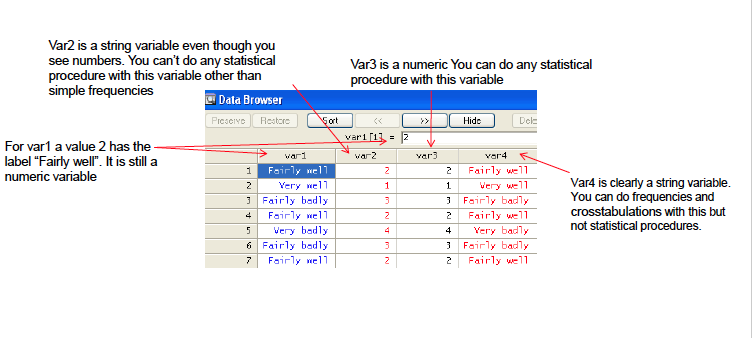 Var2 is a string variable even though you
see numbers. You can't do any statistical
procedure with this variable other than
simple frequencies
Var3 is a numeric You can do any statistical
procedure with this variable
For var1 a value 2 has the
label "Fairly well". It is still a
numeric variable
Data Browser
Preserve Restore Sort << >> Hide Dele
var1[1] = 2
var1 var2 var3 var4
1 Fairly well 2 2 Fairly well
2 Very well 1 1 Very well
3 Fairly badly 3 3 Fairly badly
4 Fairly well 2 2 Fairly well
5 Very badly 4 4 Very badly
6 Fairly badly 3 3 Fairly badly
7 Fairly well 2 2 Fairly well
Var4 is clearly a string variable.
You can do frequencies and
crosstabulations with this but
not statistical procedures.